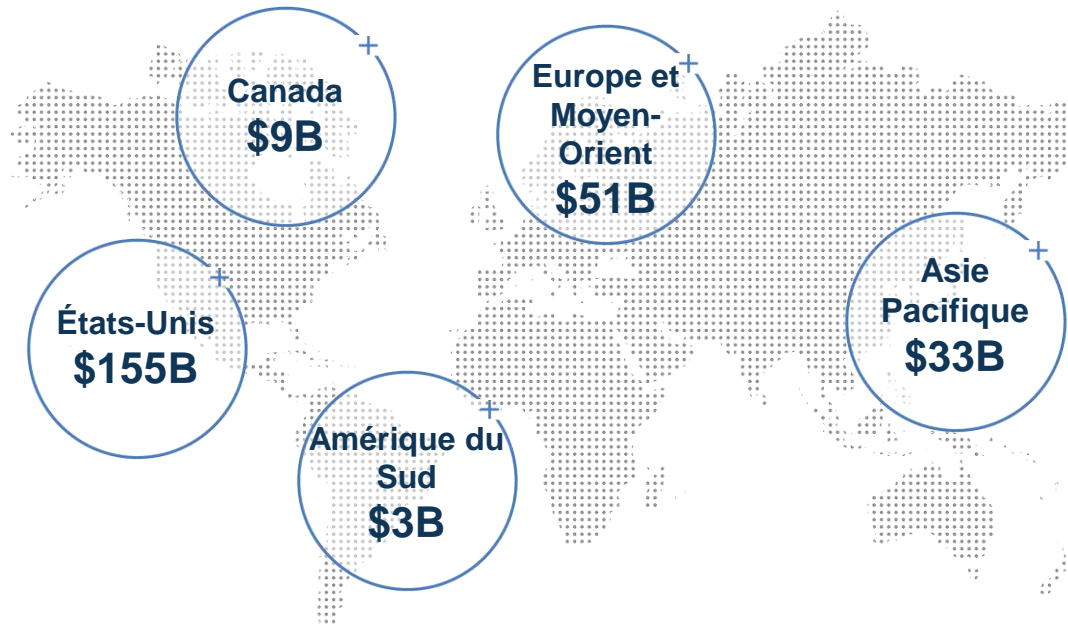 Canada
$9B
Europe et
Moyen-
Orient
$51B
États-Unis
$155B
Asie
Pacifique
$33B
Amérique du
Sud
$3B